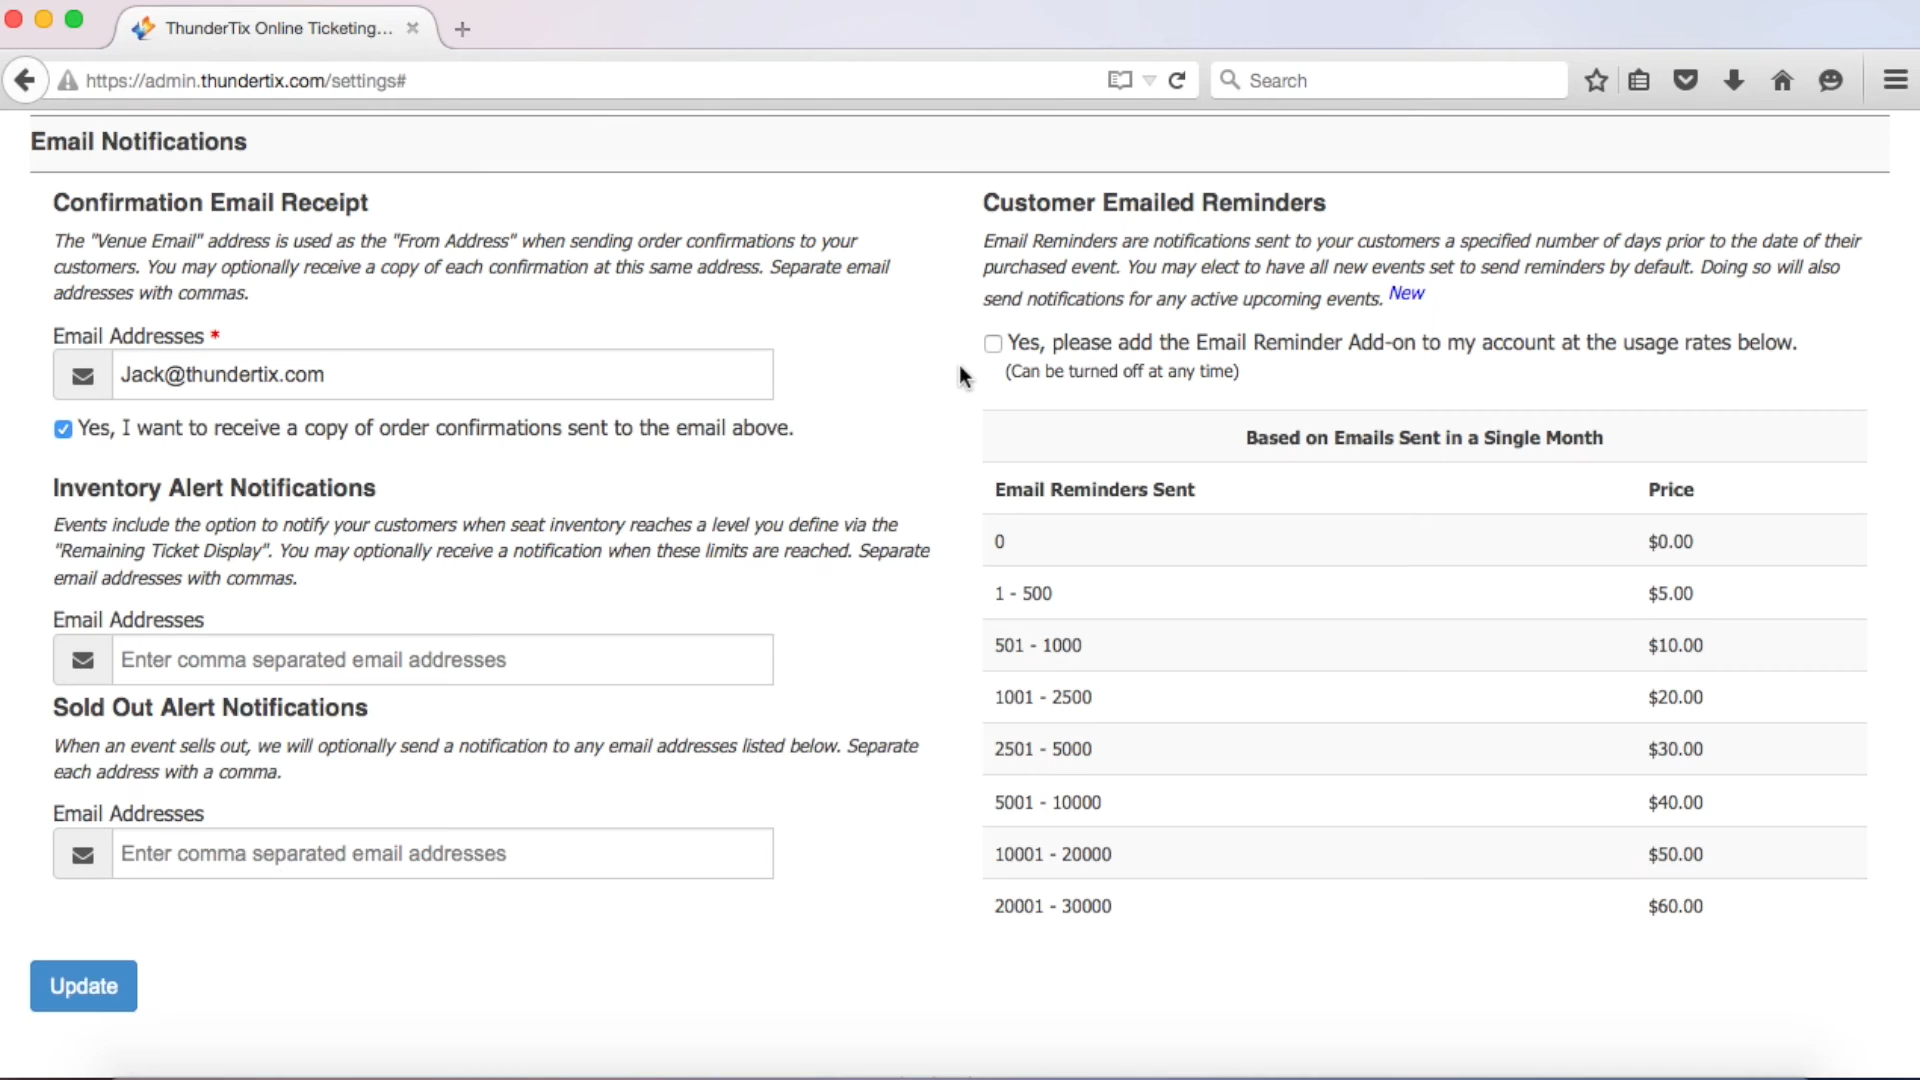 ThunderTix Online Ticketing...
https://admin.thundertix.com/settings#
Search
Email Notifications
Confirmation Email Receipt
The "Venue Email" address is used as the "From Address" when sending order confirmations to your
customers. You may optionally receive a copy of each confirmation at this same address. Separate email
addresses with commas.
Email Addresses *
Jack@thundertix.com
Yes, I want to receive a copy of order confirmations sent to the email above.
Inventory Alert Notifications
Events include the option to notify your customers when seat inventory reaches a level you define via the
"Remaining Ticket Display". You may optionally receive a notification when these limits are reached. Separate
email addresses with commas.
Email Addresses
Enter comma separated email addresses
Sold Out Alert Notifications
When an event sells out, we will optionally send a notification to any email addresses listed below. Separate
each address with a comma.
Email Addresses
Enter comma separated email addresses
Update
Customer Emailed Reminders
Email Reminders are notifications sent to your customers a specified number of days prior to the date of their
purchased event. You may elect to have all new events set to send reminders by default. Doing so will also
send notifications for any active upcoming events. New
Yes, please add the Email Reminder Add-on to my account at the usage rates below.
(Can be turned off at any time)
Based on Emails Sent in a Single Month
Email Reminders Sent Price
0 $0.00
1 - 500 $5.00
501 - 1000 $10.00
1001 - 2500 $20.00
2501 - 5000 $30.00
5001 - 10000 $40.00
10001 - 20000 $50.00
20001 - 30000 $60.00